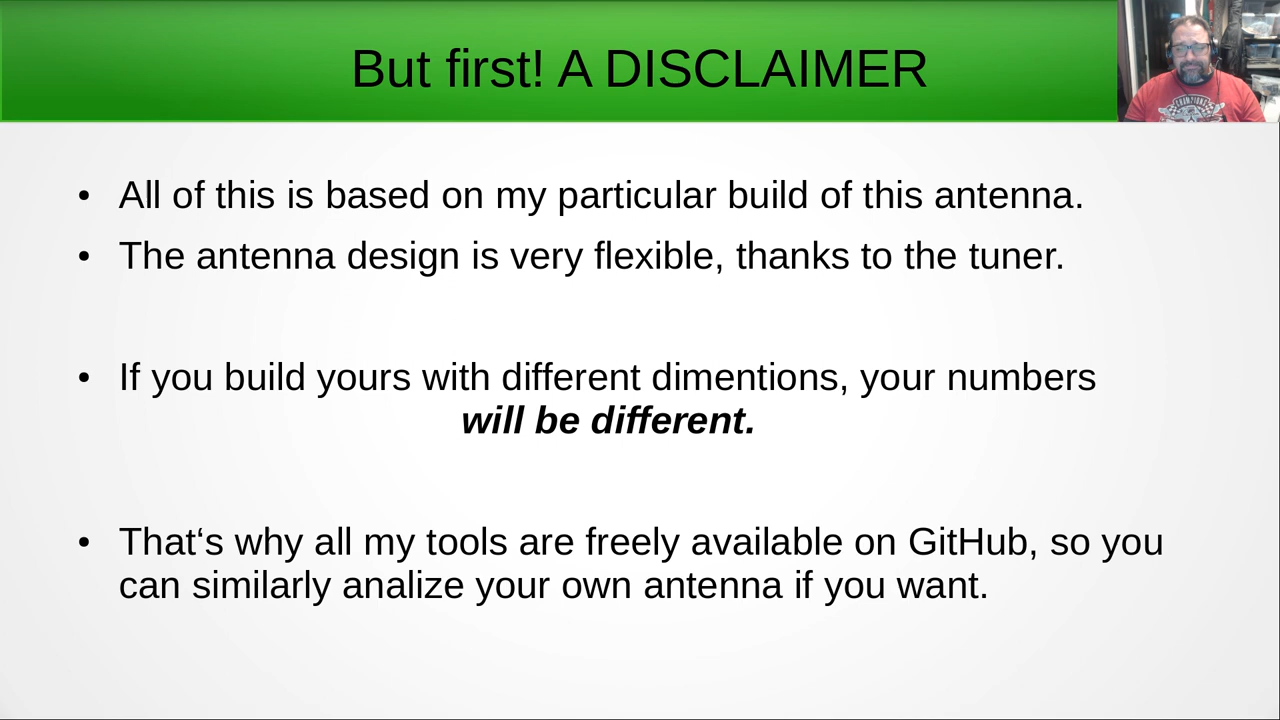 But first! A DISCLAIMER
CHAMPIONS
• All of this is based on my particular build of this antenna.
• The antenna design is very flexible, thanks to the tuner.
• If you build yours with different dimentions, your numbers
will be different.
• That‘s why all my tools are freely available on GitHub, so you
can similarly analize your own antenna if you want.